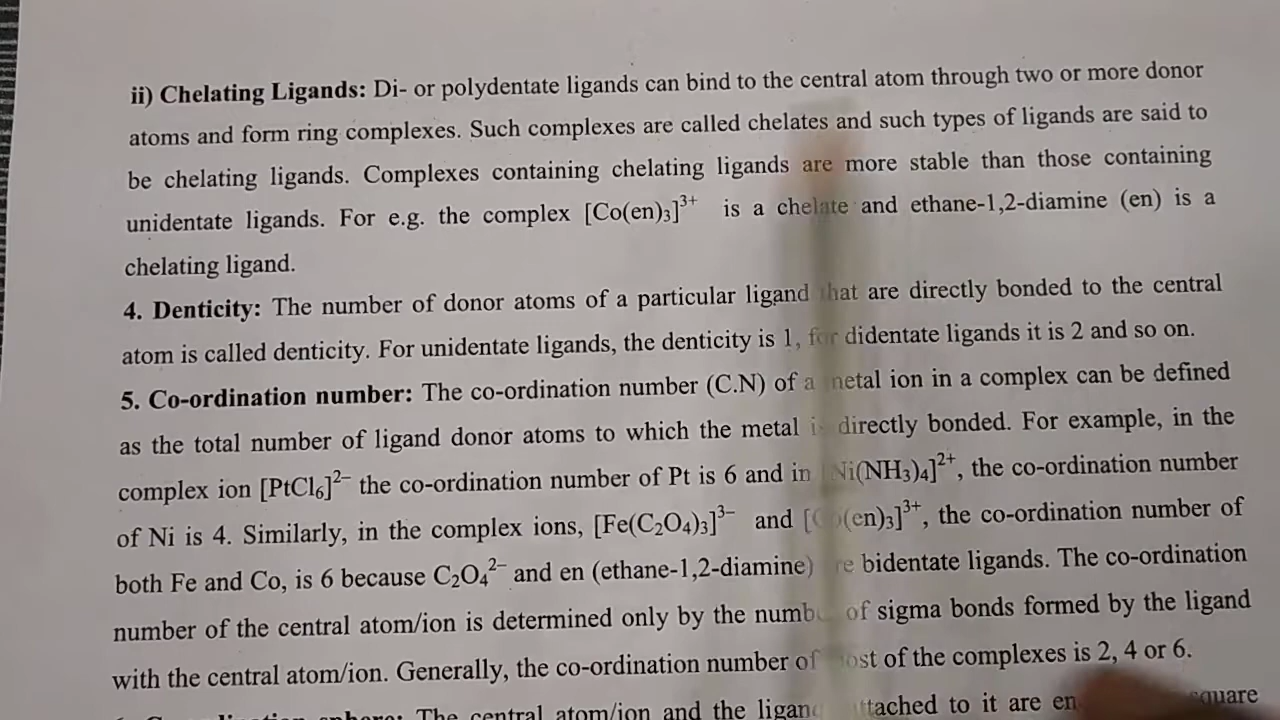 ii) Chelating Ligands: Di- or polydentate ligands can bind to the central atom through two or more donor
atoms and form ring complexes. Such complexes are called chelates and such types of ligands are said to
be chelating ligands. Complexes containing chelating ligands are more stable than those containing
unidentate ligands. For e.g. the complex [Co(en)₃]³⁺ is a chelate and ethane-1,2-diamine (en) is a
chelating ligand.
4. Denticity: The number of donor atoms of a particular ligand that are directly bonded to the central
atom is called denticity. For unidentate ligands, the denticity is 1, for didentate ligands it is 2 and so on.
5. Co-ordination number: The co-ordination number (C.N) of a metal ion in a complex can be defined
as the total number of ligand donor atoms to which the metal is directly bonded. For example, in the
complex ion [PtCl₆]²⁻ the co-ordination number of Pt is 6 and in [Ni(NH₃)₄]²⁺, the co-ordination number
of Ni is 4. Similarly, in the complex ions, [Fe(C₂O₄)₃]³⁻ and [Co(en)₃]³⁺, the co-ordination number of
both Fe and Co, is 6 because C₂O₄²⁻ and en (ethane-1,2-diamine) are bidentate ligands. The co-ordination
number of the central atom/ion is determined only by the number of sigma bonds formed by the ligand
with the central atom/ion. Generally, the co-ordination number of most of the complexes is 2, 4 or 6.
The central atom/ion and the ligand attached to it are en square